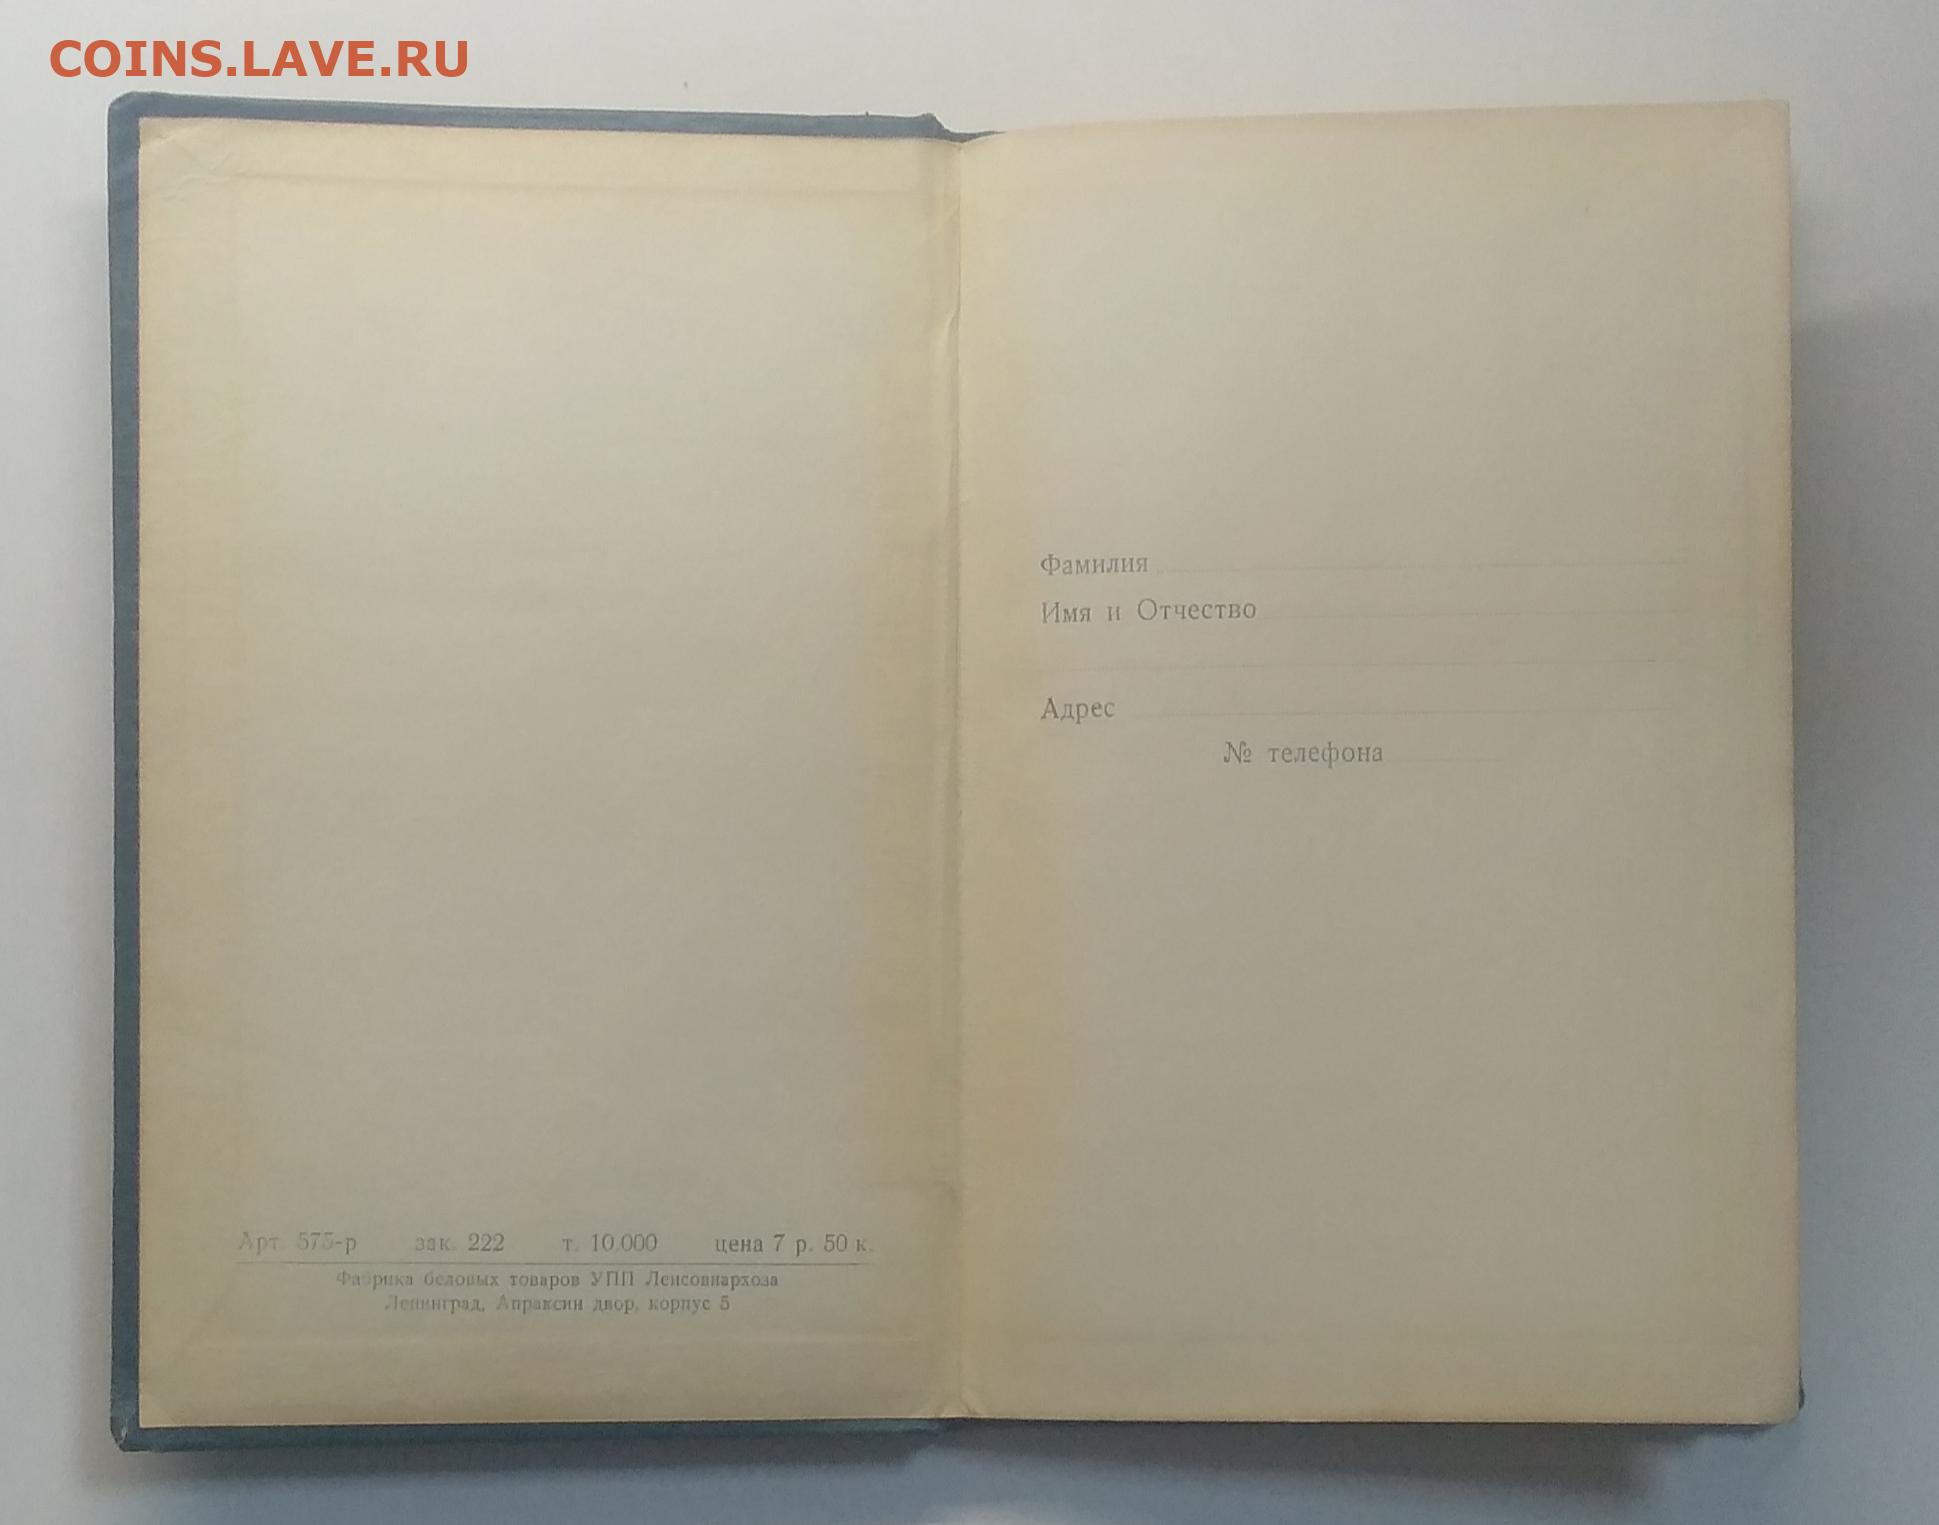 COINS.LAVE.RU
Фамилия
Имя и Отчество
Адрес
№ телефона
Арт. 575-р зак. 222 т. 10.000 цена 7 р. 50 к.
Фабрика беловых товаров УПП Ленсовнархоза
Ленинград, Апраксин двор, корпус 5